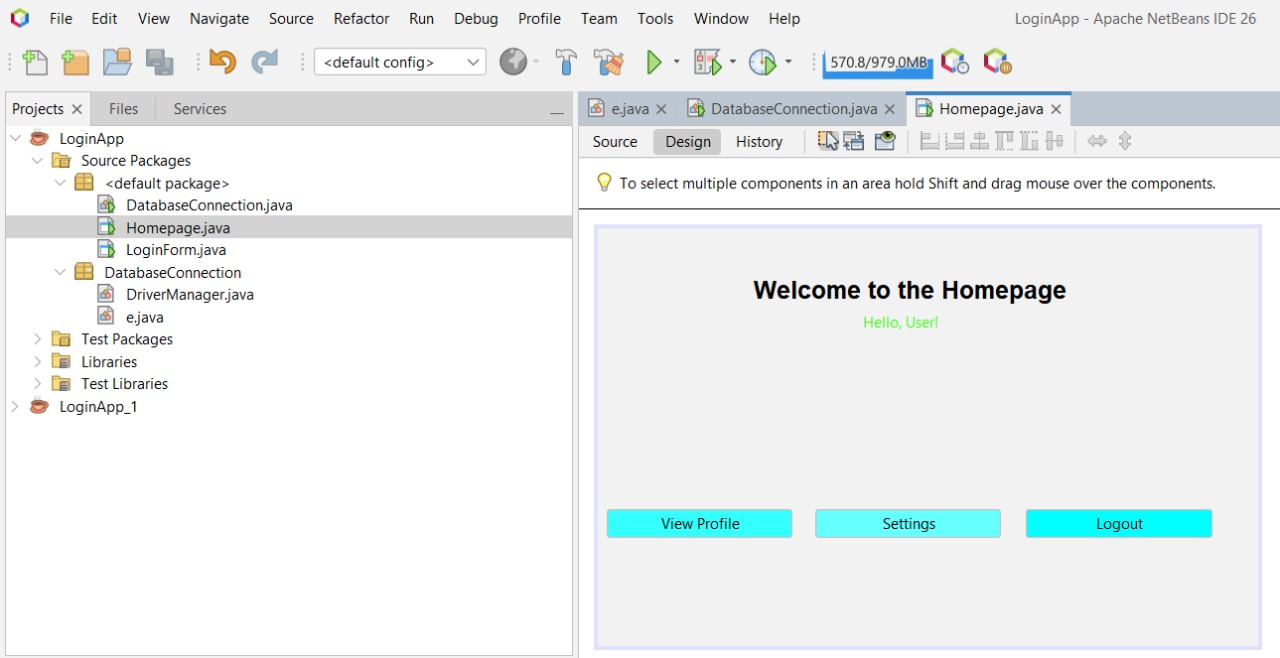 File Edit View Navigate Source Refactor Run Debug Profile Team Tools Window Help LoginApp - Apache NetBeans IDE 26
<default config> 570.8/979.0MB
Projects Files Services
e.java DatabaseConnection.java Homepage.java
Source Design History
To select multiple components in an area hold Shift and drag mouse over the components.
LoginApp
Source Packages
<default package>
DatabaseConnection.java
Homepage.java
LoginForm.java
DatabaseConnection
DriverManager.java
e.java
Test Packages
Libraries
Test Libraries
LoginApp_1
Welcome to the Homepage
Hello, User!
View Profile Settings Logout